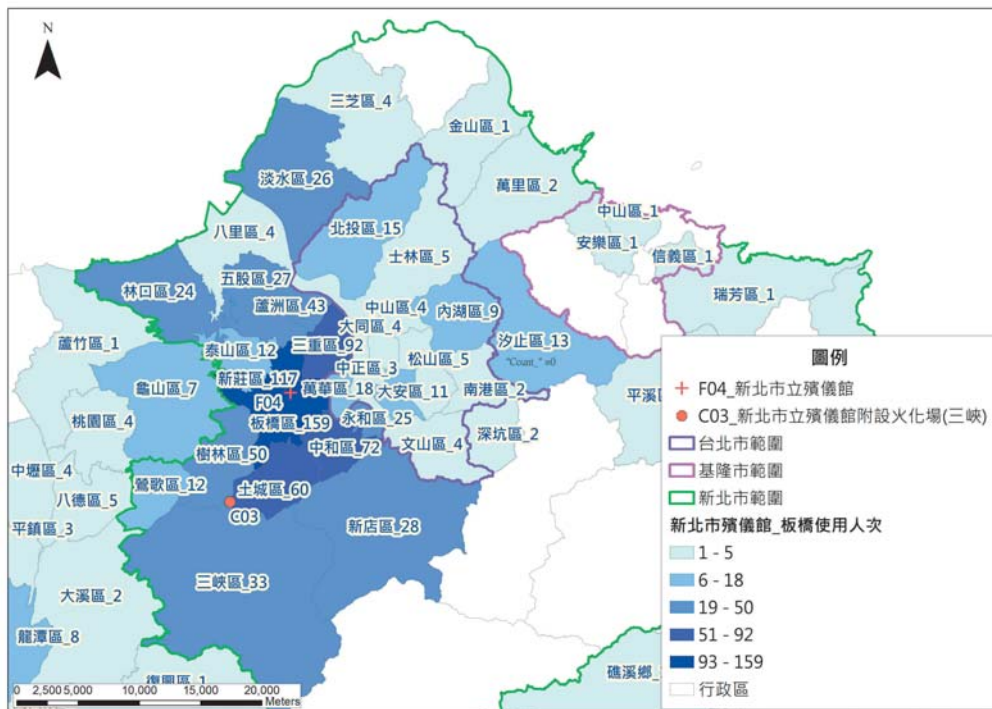 N
三芝區_4
金山區_1
淡水區_26
萬里區_2
中山區_1
北投區_15
八里區_4
安樂區_1
信義區_1
士林區_5
五股區_27
瑞芳區_1
林口區_24
蘆洲區_43
中山區_4
內湖區_9
大同區_4
汐止區_13
蘆竹區_1
三重區_92
泰山區_12
中正區_3
松山區_5
"Count_" =0
新莊區_117
萬華區_18
龜山區_7
大安區_11
南港區_2
平溪區
F04
桃園區_4
板橋區_159
永和區_25
文山區_4
深坑區_2
中和區_72
樹林區_50
中壢區_4
鶯歌區_12
土城區_60
八德區_5
C03
平鎮區_3
新店區_28
三峽區_33
大溪區_2
龍潭區_8
復興區_1
礁溪鄉_
0 2,500 5,000 10,000 15,000 20,000
Meters
圖例
F04_新北市立殯儀館
C03_新北市立殯儀館附設火化場(三峽)
台北市範圍
基隆市範圍
新北市範圍
新北市殯儀館_板橋使用人次
1 - 5
6 - 18
19 - 50
51 - 92
93 - 159
行政區